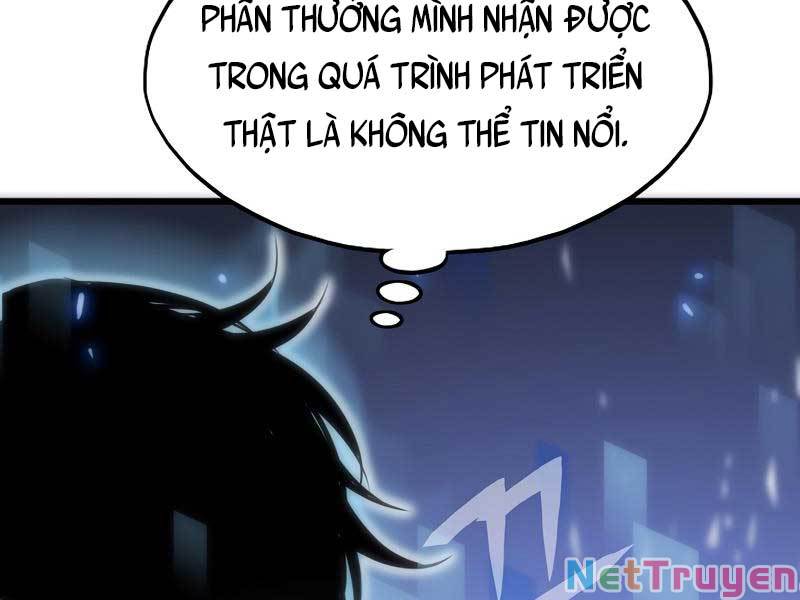 PHẦN THƯỞNG MÌNH NHẬN ĐƯỢC
TRONG QUÁ TRÌNH PHÁT TRIỂN
THẬT LÀ KHÔNG THỂ TIN NỔI.
NetTruyen